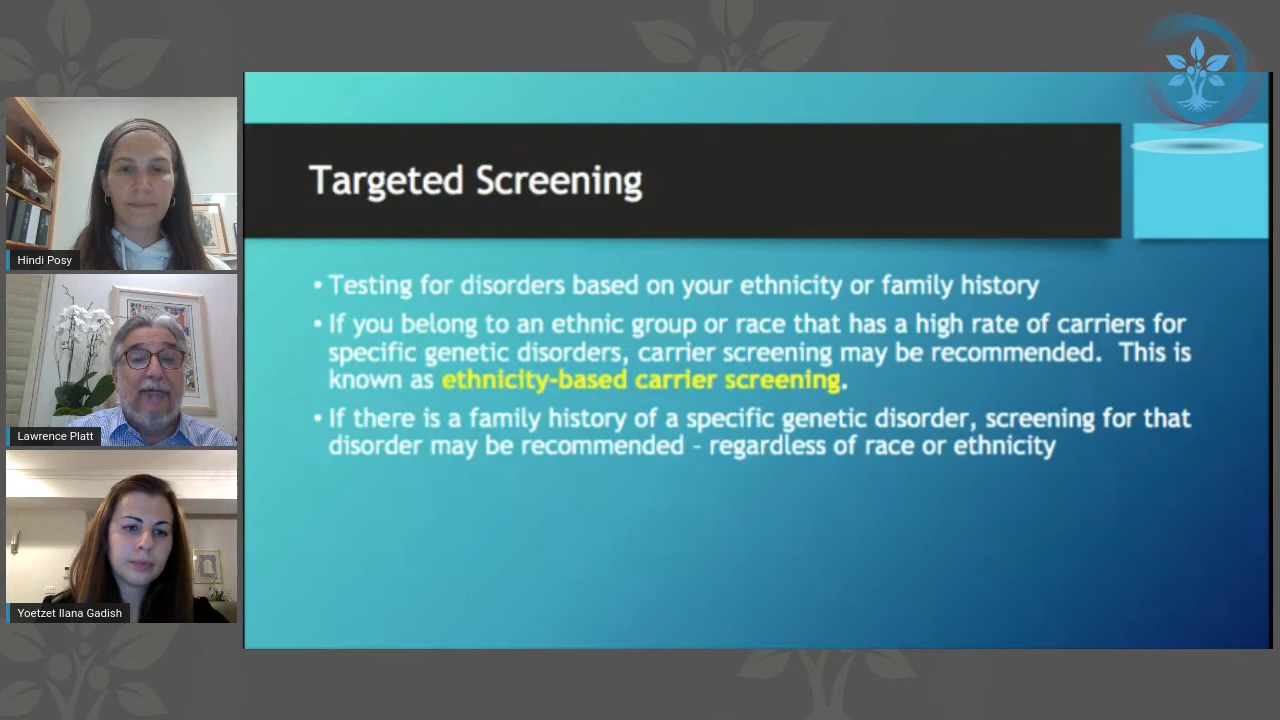 Hindi Posy
Lawrence Platt
Yoetzet Ilana Gadish
Targeted Screening
• Testing for disorders based on your ethnicity or family history
• If you belong to an ethnic group or race that has a high rate of carriers for
specific genetic disorders, carrier screening may be recommended. This is
known as ethnicity-based carrier screening.
• If there is a family history of a specific genetic disorder, screening for that
disorder may be recommended – regardless of race or ethnicity